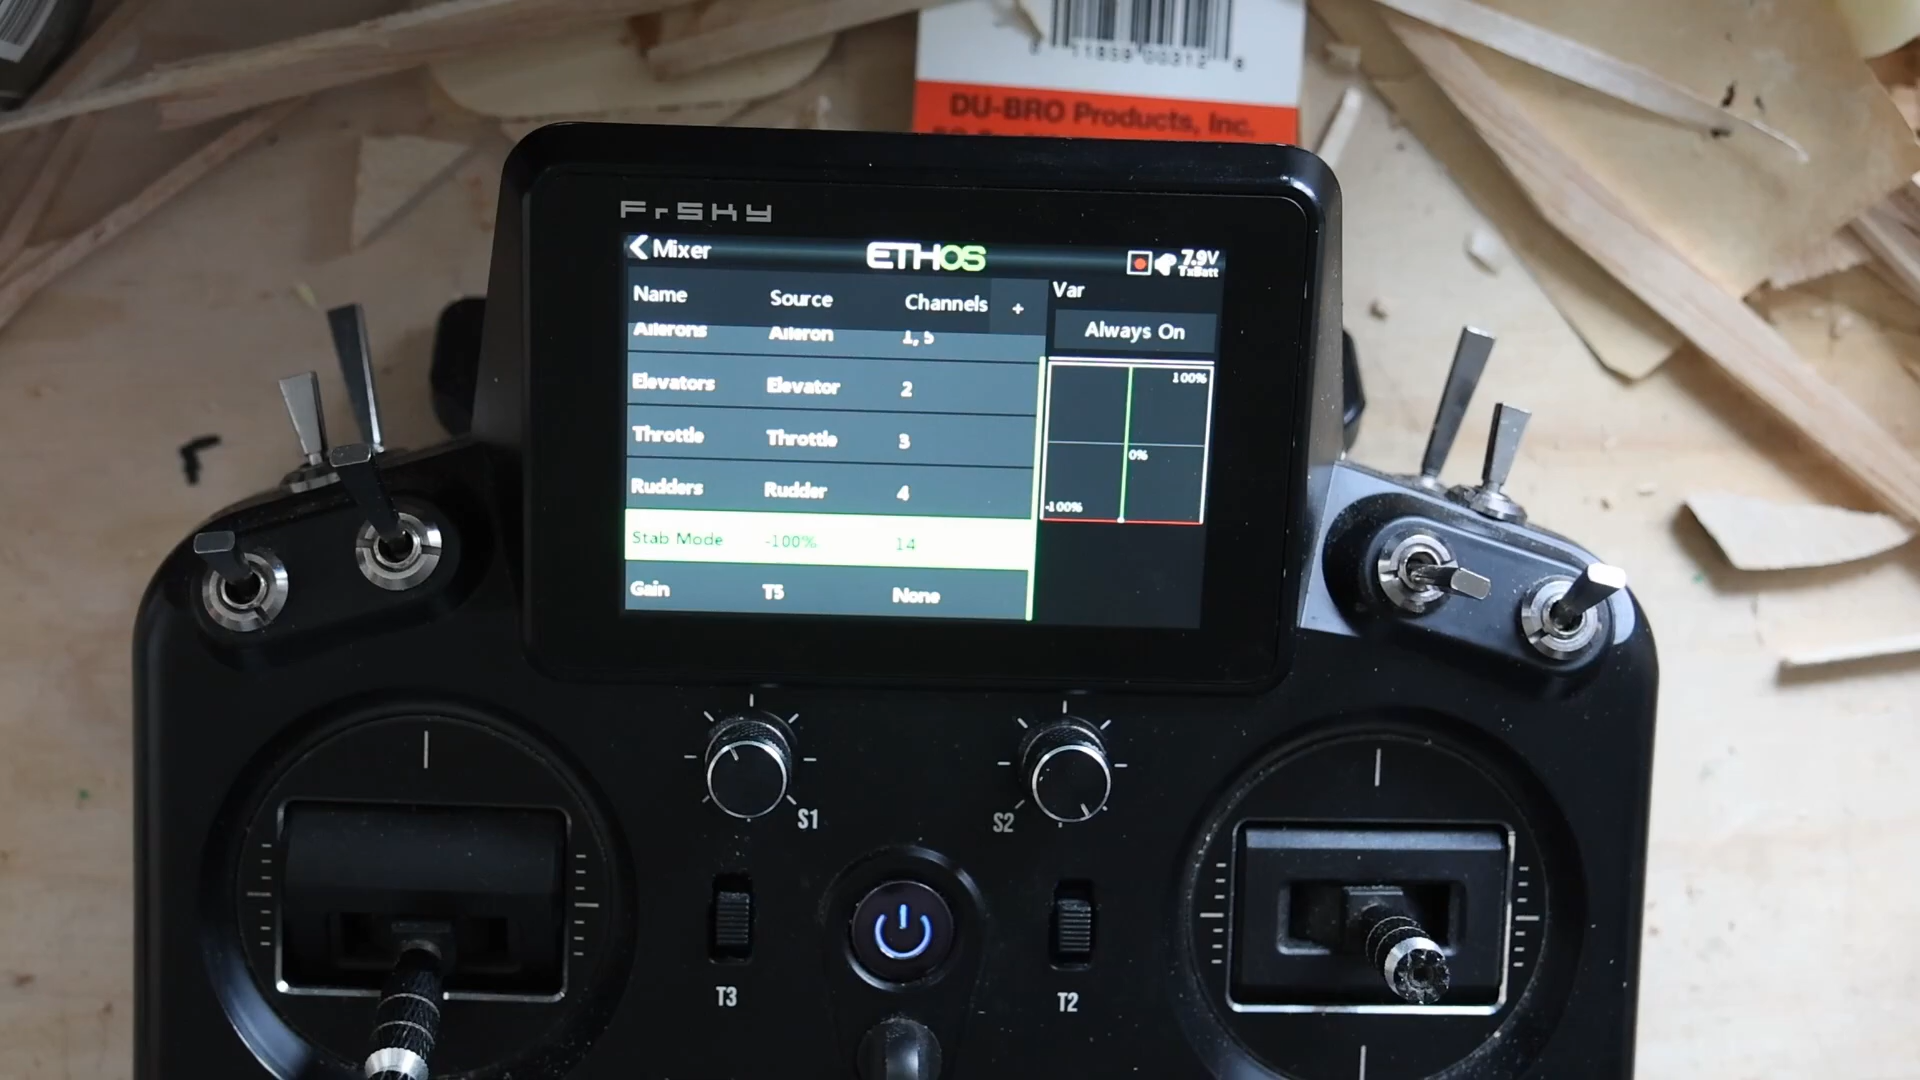 DU-BRO Products, Inc.
FrSKY
Mixer
ETHOS
7.9V
TxBatt
Name Source Channels +
Ailerons Aileron 1, 5
Elevators Elevator 2
Throttle Throttle 3
Rudders Rudder 4
Stab Mode -100% 14
Gain T5 None
Var
Always On
100%
0%
-100%
S1
S2
T3
T2